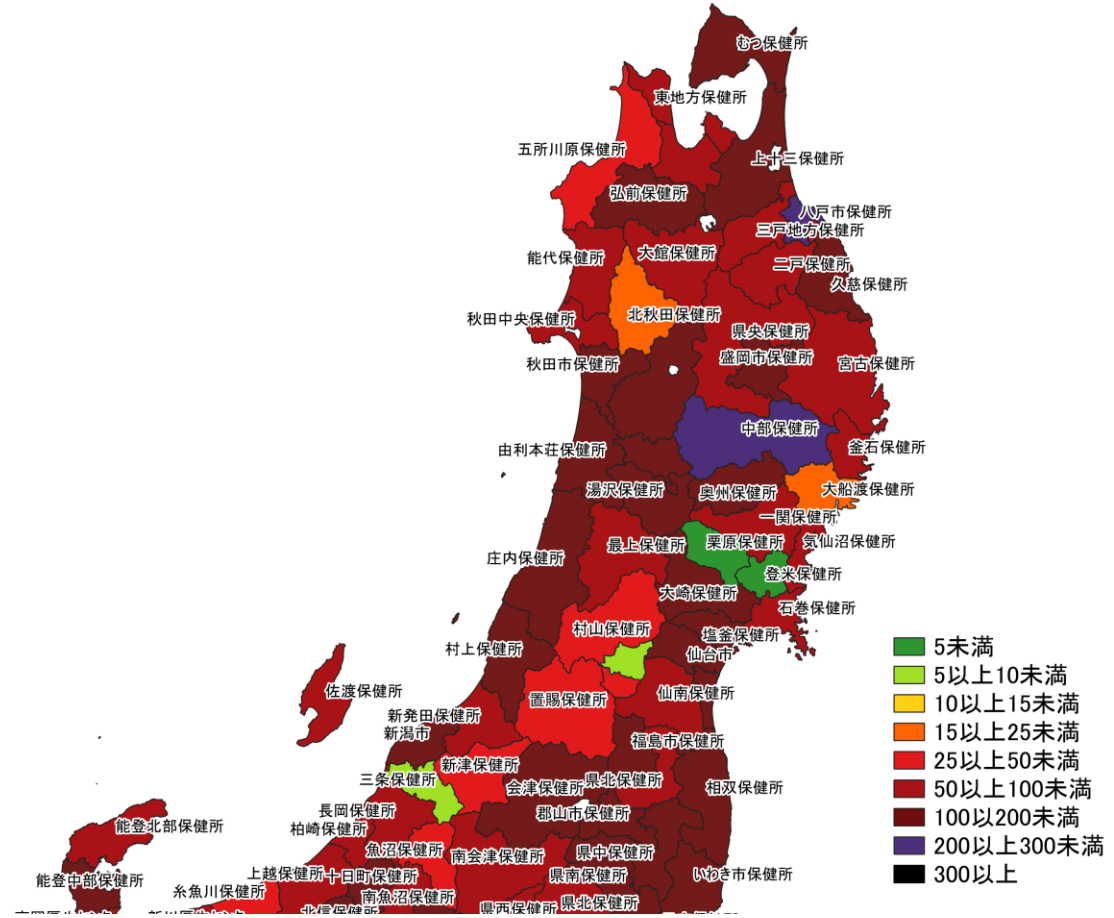 むつ保健所
東地方保健所
五所川原保健所
上十三保健所
弘前保健所
八戸市保健所
三戸地方保健所
大館保健所
能代保健所
二戸保健所
久慈保健所
北秋田保健所
秋田中央保健所
県央保健所
盛岡市保健所
秋田市保健所
宮古保健所
中部保健所
由利本荘保健所
釜石保健所
湯沢保健所
奥州保健所
大船渡保健所
一関保健所
最上保健所
栗原保健所
気仙沼保健所
庄内保健所
登米保健所
大崎保健所
石巻保健所
村山保健所
塩釜保健所
村上保健所
仙台市
佐渡保健所
置賜保健所
仙南保健所
新発田保健所
新潟市
福島市保健所
新津保健所
三条保健所
会津保健所
県北保健所
相双保健所
長岡保健所
郡山市保健所
能登北部保健所
柏崎保健所
魚沼保健所
南会津保健所
県中保健所
上越保健所
十日町保健所
県南保健所
いわき市保健所
能登中部保健所
糸魚川保健所
南魚沼保健所
県西保健所
県北保健所
北信保健所
5未満
5以上10未満
10以上15未満
15以上25未満
25以上50未満
50以上100未満
100以200未満
200以上300未満
300以上